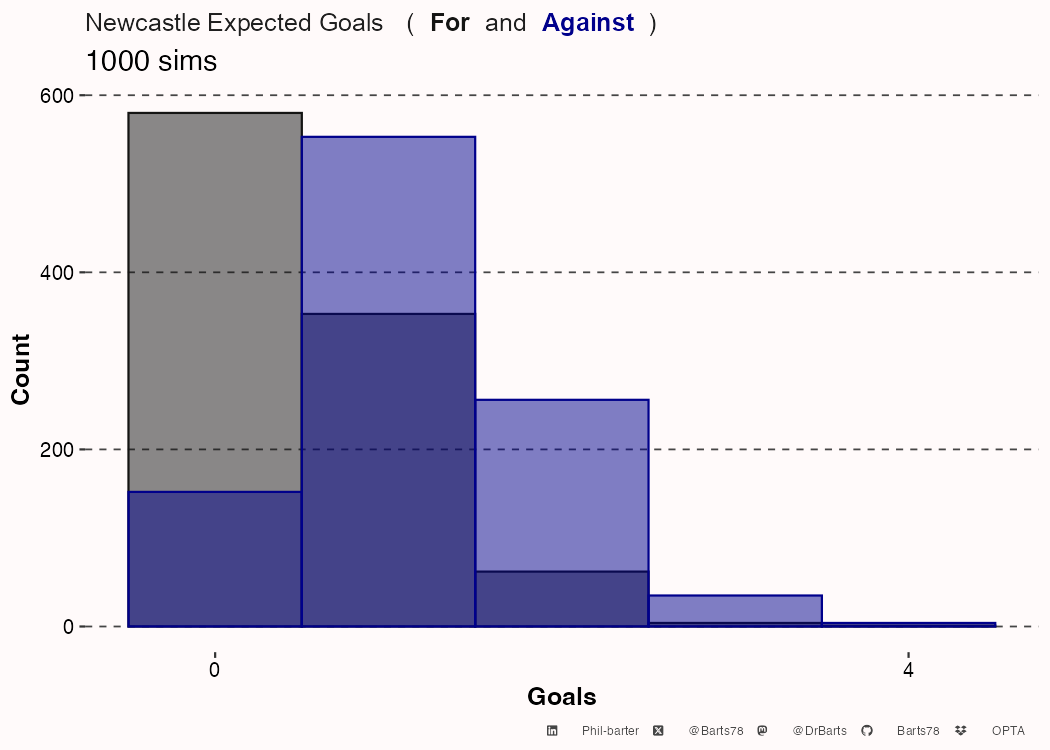 Newcastle Expected Goals ( For and Against )
1000 sims
600
400
200
0
Count
0 4
Goals
Phil-barter @Barts78 @DrBarts Barts78 OPTA